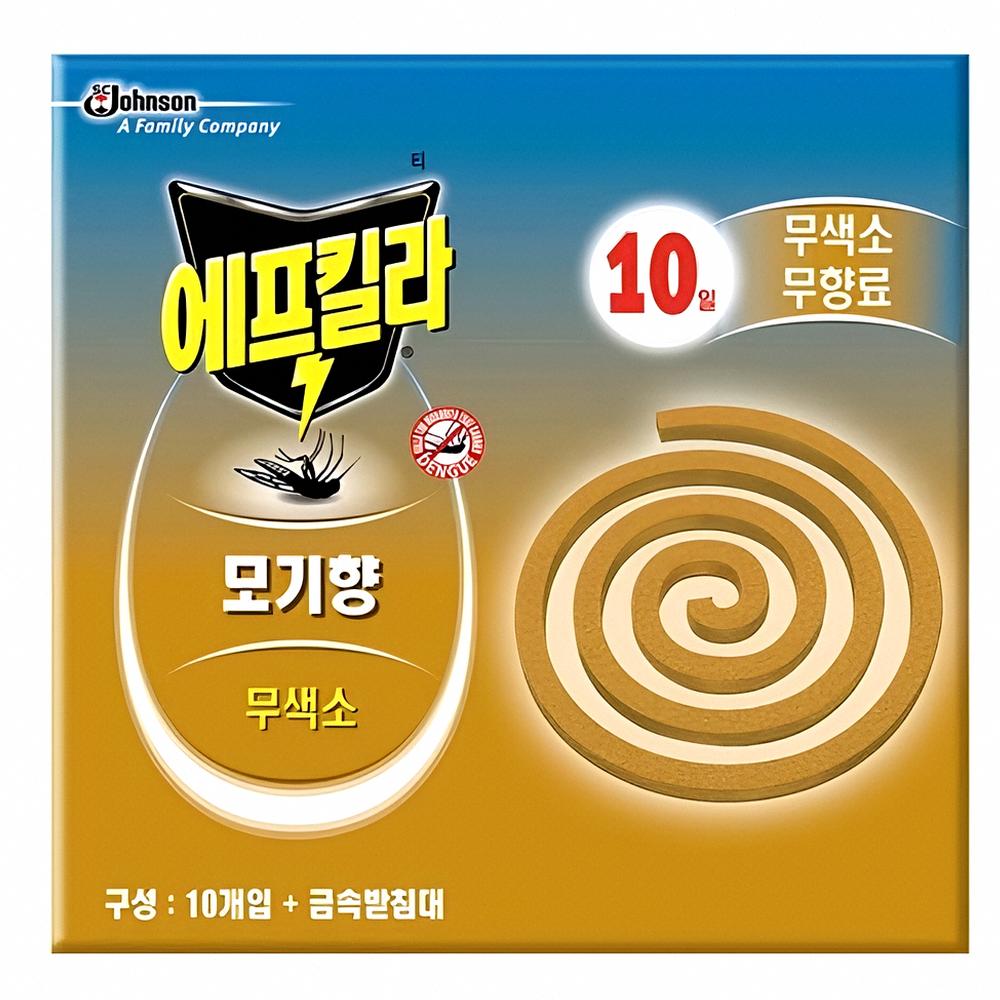 SC Johnson
A Family Company
티
에프킬라
10일
무색소
무향료
DENGUE
모기향
무색소
구성 : 10개입 + 금속받침대